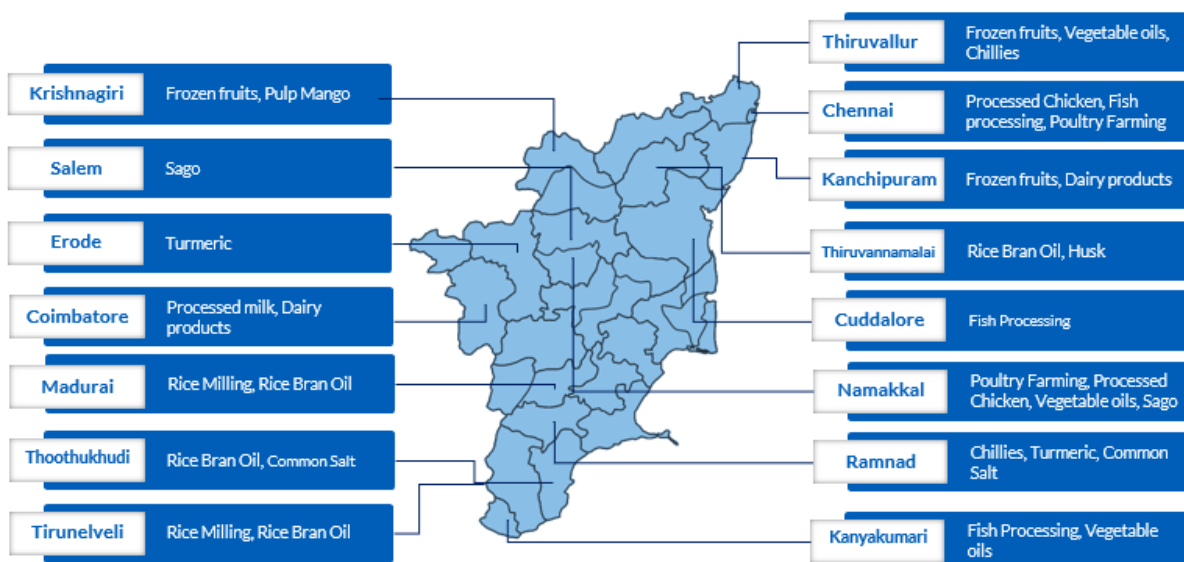 Krishnagiri
Frozen fruits, Pulp Mango
Salem
Sago
Erode
Turmeric
Coimbatore
Processed milk, Dairy
products
Madurai
Rice Milling, Rice Bran Oil
Thoothukhudi
Rice Bran Oil, Common Salt
Tirunelveli
Rice Milling, Rice Bran Oil
Thiruvallur
Frozen fruits, Vegetable oils,
Chillies
Chennai
Processed Chicken, Fish
processing, Poultry Farming
Kanchipuram
Frozen fruits, Dairy products
Thiruvannamalai
Rice Bran Oil, Husk
Cuddalore
Fish Processing
Namakkal
Poultry Farming, Processed
Chicken, Vegetable oils, Sago
Ramnad
Chillies, Turmeric, Common
Salt
Kanyakumari
Fish Processing, Vegetable
oils